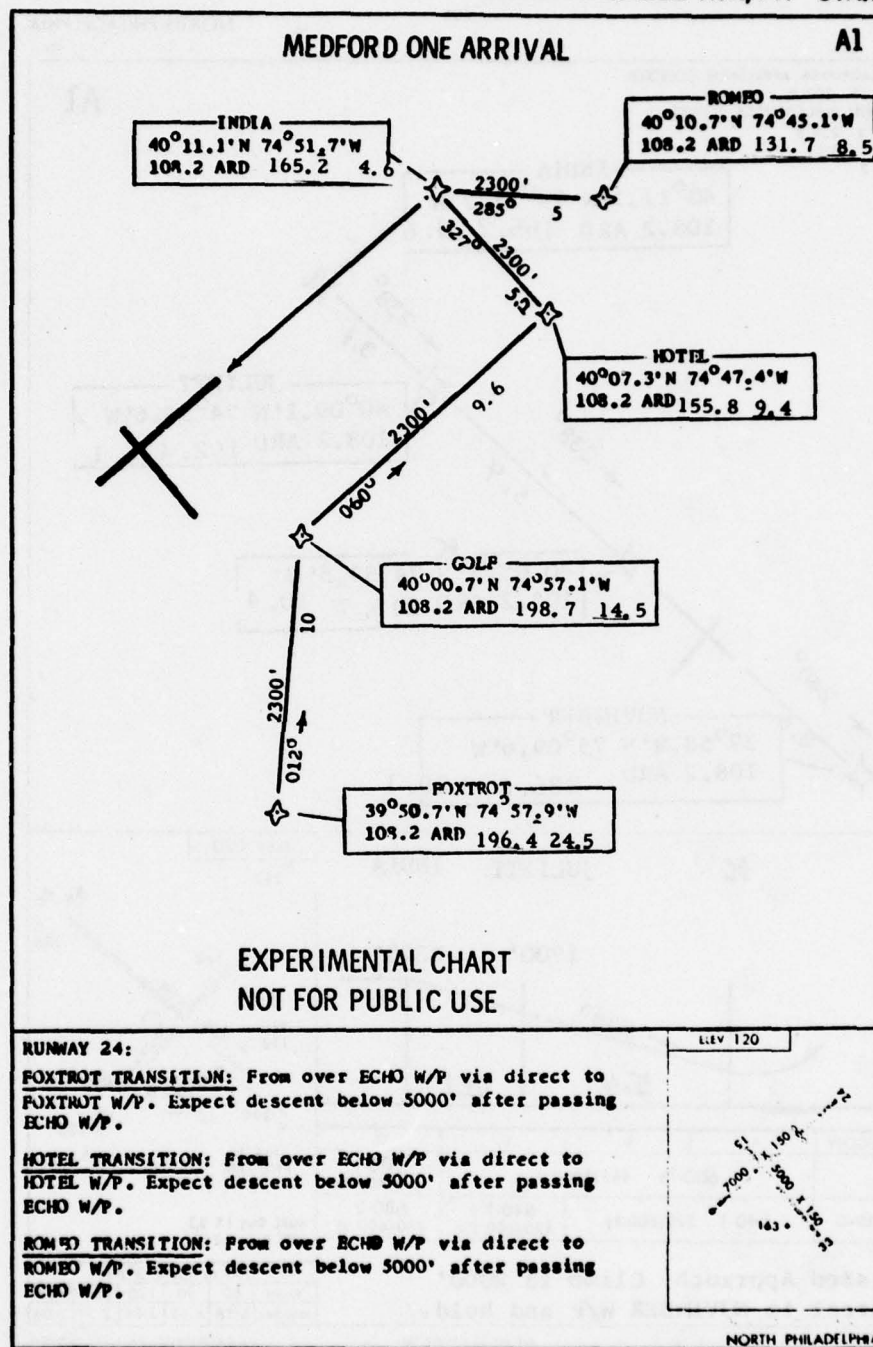 MEDFORD ONE ARRIVAL
A1
INDIA
40°11.1'N 74°51.7'W
108.2 ARD 165.2 4.6
ROMEO
40°10.7'N 74°45.1'W
108.2 ARD 131.7 8.5
2300'
285° 5
327° 2300'
5.2
HOTEL
40°07.3'N 74°47.4'W
108.2 ARD 155.8 9.4
2300' 9.6
060°
GOLF
40°00.7'N 74°57.1'W
108.2 ARD 198.7 14.5
10
2300'
012°
FOXTROT
39°50.7'N 74°57.9'W
108.2 ARD 196.4 24.5
EXPERIMENTAL CHART
NOT FOR PUBLIC USE
RUNWAY 24:
FOXTROT TRANSITION: From over ECHO W/P via direct to
FOXTROT W/P. Expect descent below 5000' after passing
ECHO W/P.
HOTEL TRANSITION: From over ECHO W/P via direct to
HOTEL W/P. Expect descent below 5000' after passing
ECHO W/P.
ROMEO TRANSITION: From over ECHO W/P via direct to
ROMEO W/P. Expect descent below 5000' after passing
ECHO W/P.
ELEV 120
15
7000 X 150
5000 X 150
33
163
NORTH PHILADELPHIA